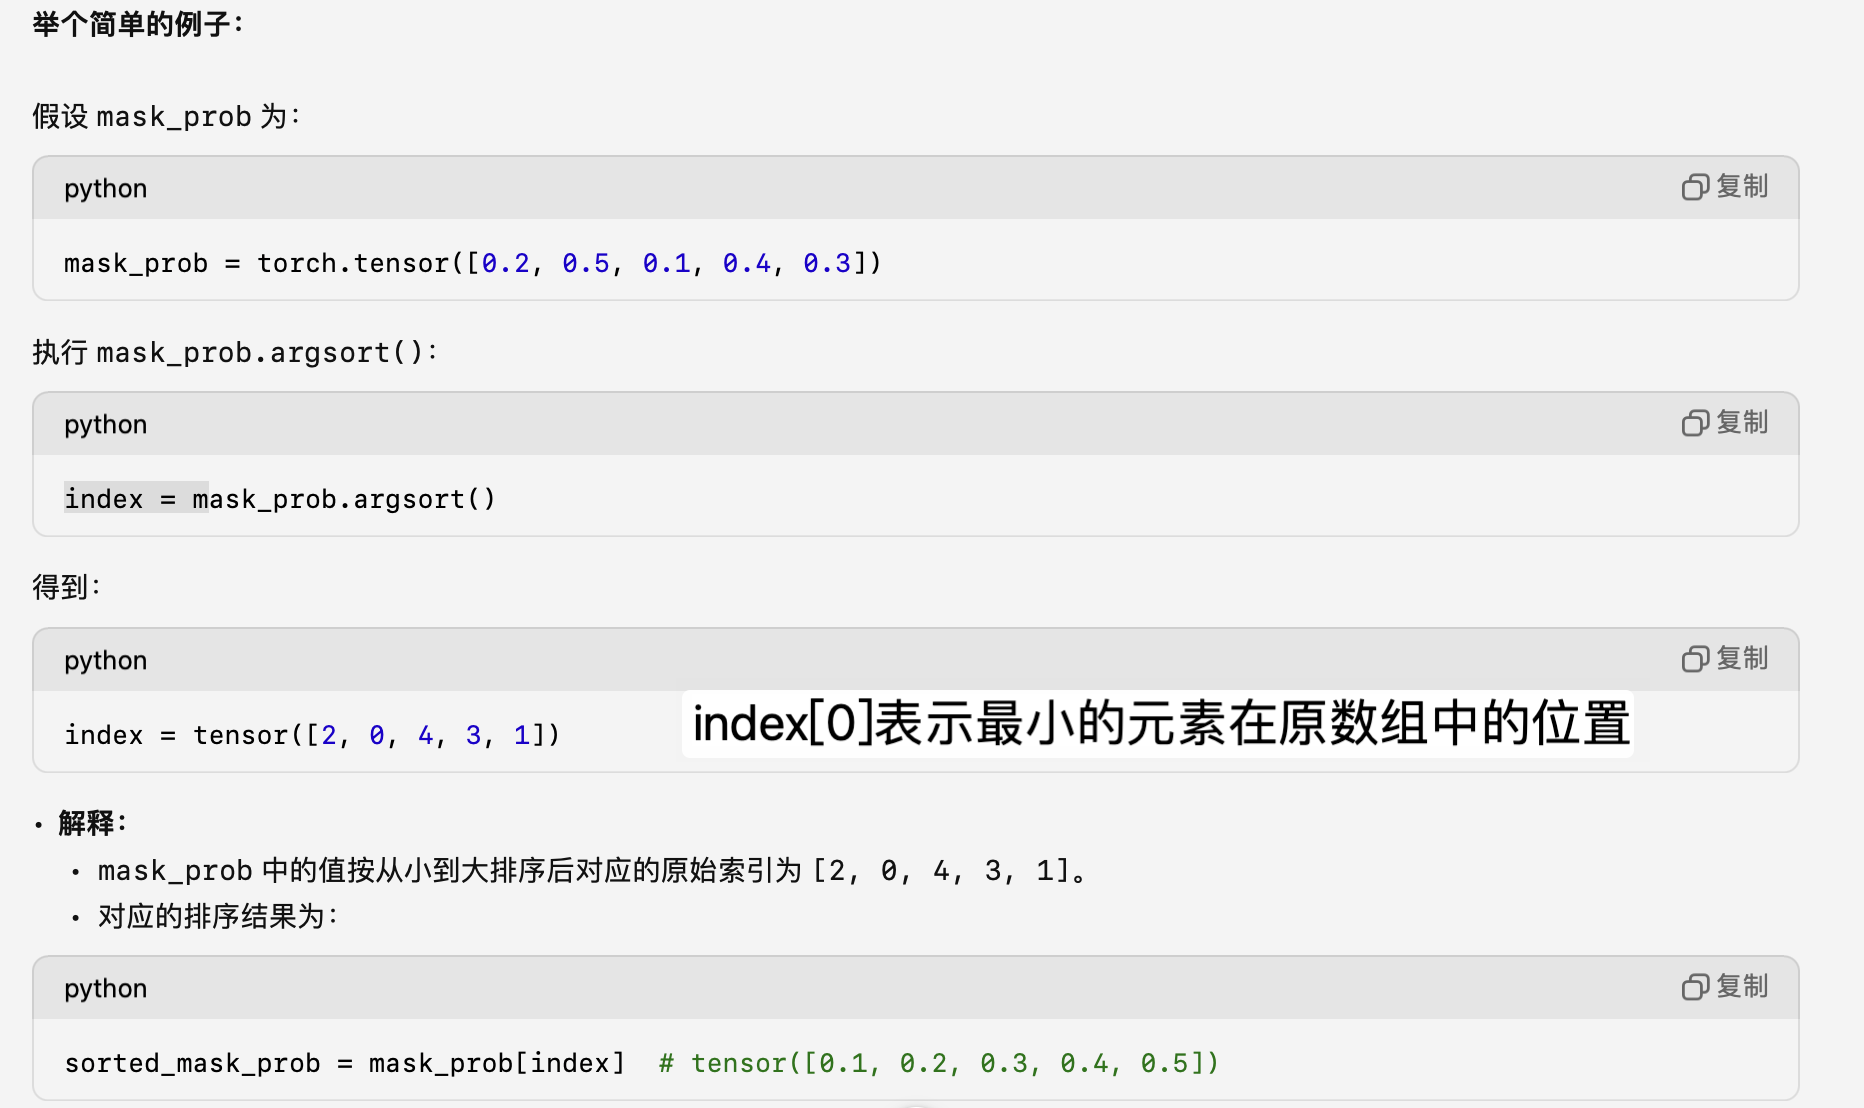 举个简单的例子：
假设 mask_prob 为：
python
复制
mask_prob = torch.tensor([0.2, 0.5, 0.1, 0.4, 0.3])
执行 mask_prob.argsort()：
python
复制
index = mask_prob.argsort()
得到：
python
复制
index = tensor([2, 0, 4, 3, 1])
index[0]表示最小的元素在原数组中的位置
• 解释：
• mask_prob 中的值按从小到大排序后对应的原始索引为 [2, 0, 4, 3, 1]。
• 对应的排序结果为：
python
复制
sorted_mask_prob = mask_prob[index]  # tensor([0.1, 0.2, 0.3, 0.4, 0.5])